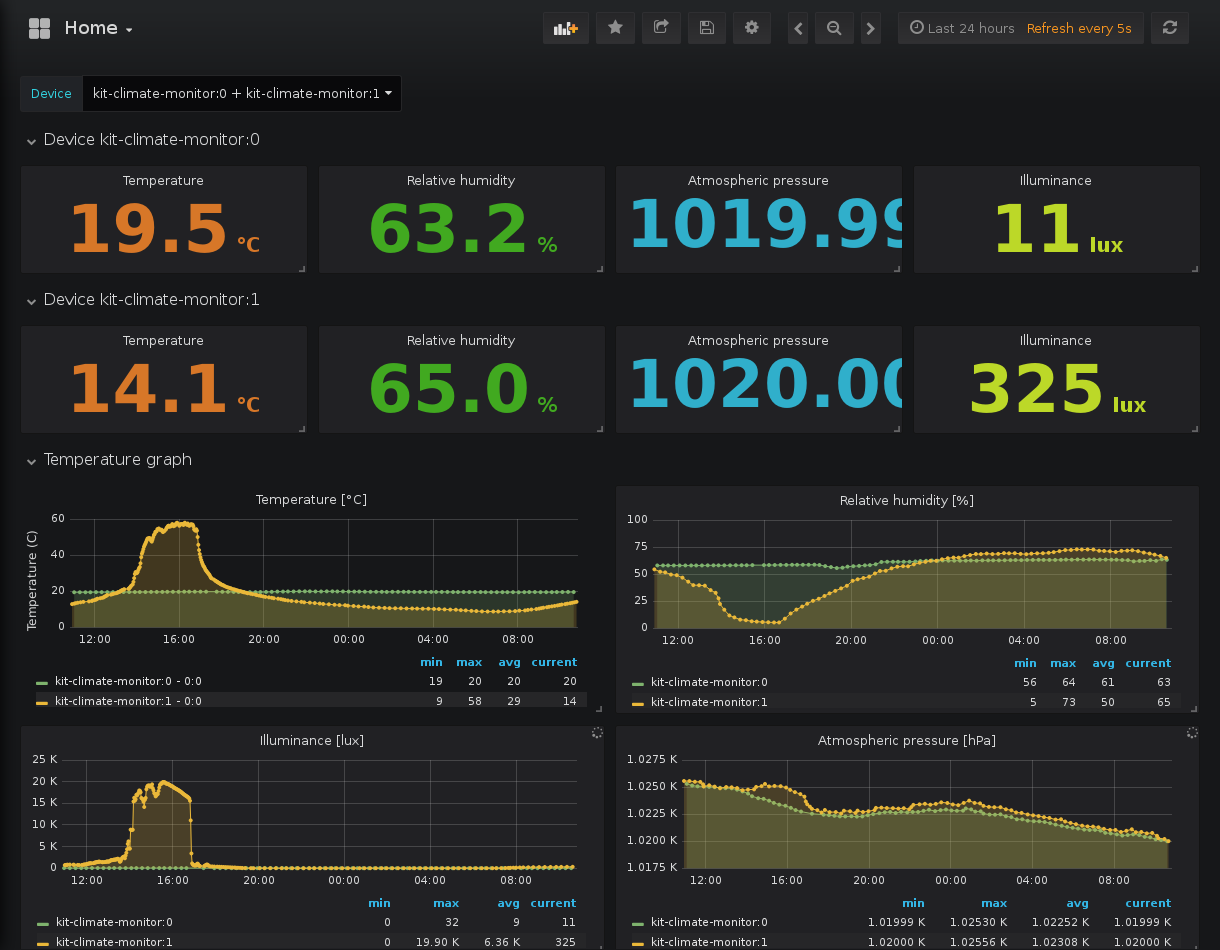 Home
Last 24 hours Refresh every 5s
Device kit-climate-monitor:0 + kit-climate-monitor:1
Device kit-climate-monitor:0
Temperature Relative humidity Atmospheric pressure Illuminance
19.5 °C 63.2 % 1019.99 11 lux
Device kit-climate-monitor:1
Temperature Relative humidity Atmospheric pressure Illuminance
14.1 °C 65.0 % 1020.00 325 lux
Temperature graph
Temperature [°C]
Temperature (C)
60
40
20
0
12:00 16:00 20:00 00:00 04:00 08:00
min max avg current
kit-climate-monitor:0 - 0:0 19 20 20 20
kit-climate-monitor:1 - 0:0 9 58 29 14
Relative humidity [%]
100
75
50
25
0
12:00 16:00 20:00 00:00 04:00 08:00
min max avg current
kit-climate-monitor:0 56 64 61 63
kit-climate-monitor:1 5 73 50 65
Illuminance [lux]
25 K
20 K
15 K
10 K
5 K
0
12:00 16:00 20:00 00:00 04:00 08:00
min max avg current
kit-climate-monitor:0 0 32 9 11
kit-climate-monitor:1 0 19.90 K 6.36 K 325
Atmospheric pressure [hPa]
1.0275 K
1.0250 K
1.0225 K
1.0200 K
1.0175 K
12:00 16:00 20:00 00:00 04:00 08:00
min max avg current
kit-climate-monitor:0 1.01999 K 1.02530 K 1.02252 K 1.01999 K
kit-climate-monitor:1 1.02000 K 1.02556 K 1.02308 K 1.02000 K